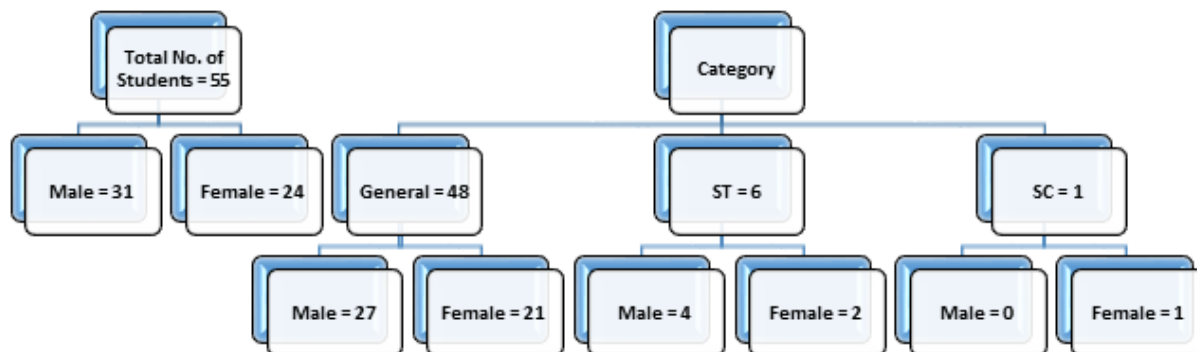 Total No. of
Students = 55
Category
Male = 31
Female = 24
General = 48
ST = 6
SC = 1
Male = 27
Female = 21
Male = 4
Female = 2
Male = 0
Female = 1